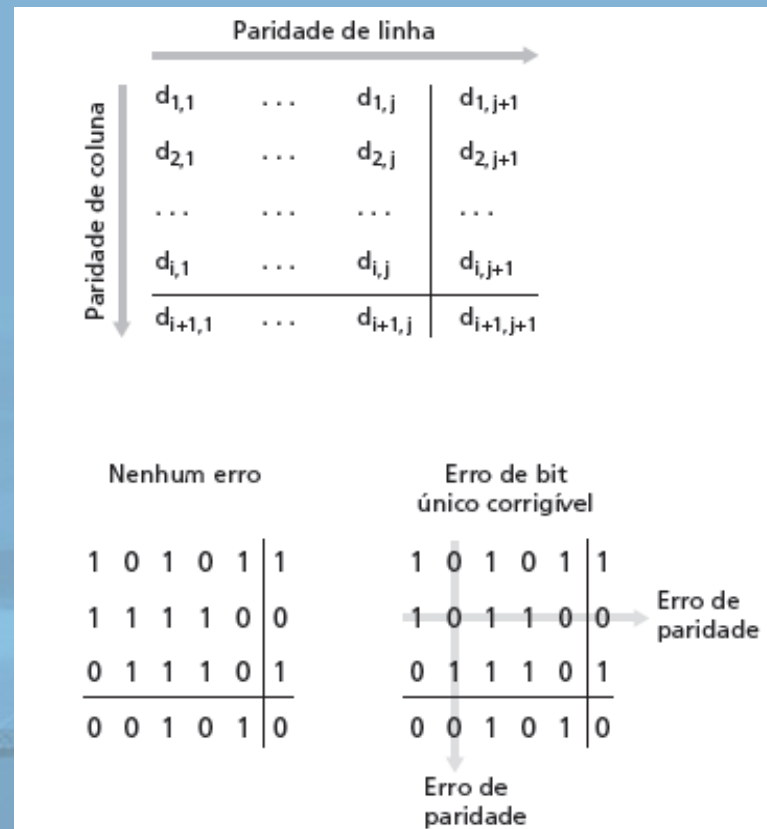 Paridade de linha
Paridade de coluna
d1,1 ... d1,j d1,j+1
d2,1 ... d2,j d2,j+1
... ... ... ...
di,1 ... di,j di,j+1
di+1,1 ... di+1,j di+1,j+1
Nenhum erro
1 0 1 0 1 1
1 1 1 1 0 0
0 1 1 1 0 1
0 0 1 0 1 0
Erro de bit
único corrigível
1 0 1 0 1 1
1 0 1 1 0 0
0 1 1 1 0 1
0 0 1 0 1 0
Erro de
paridade
Erro de
paridade